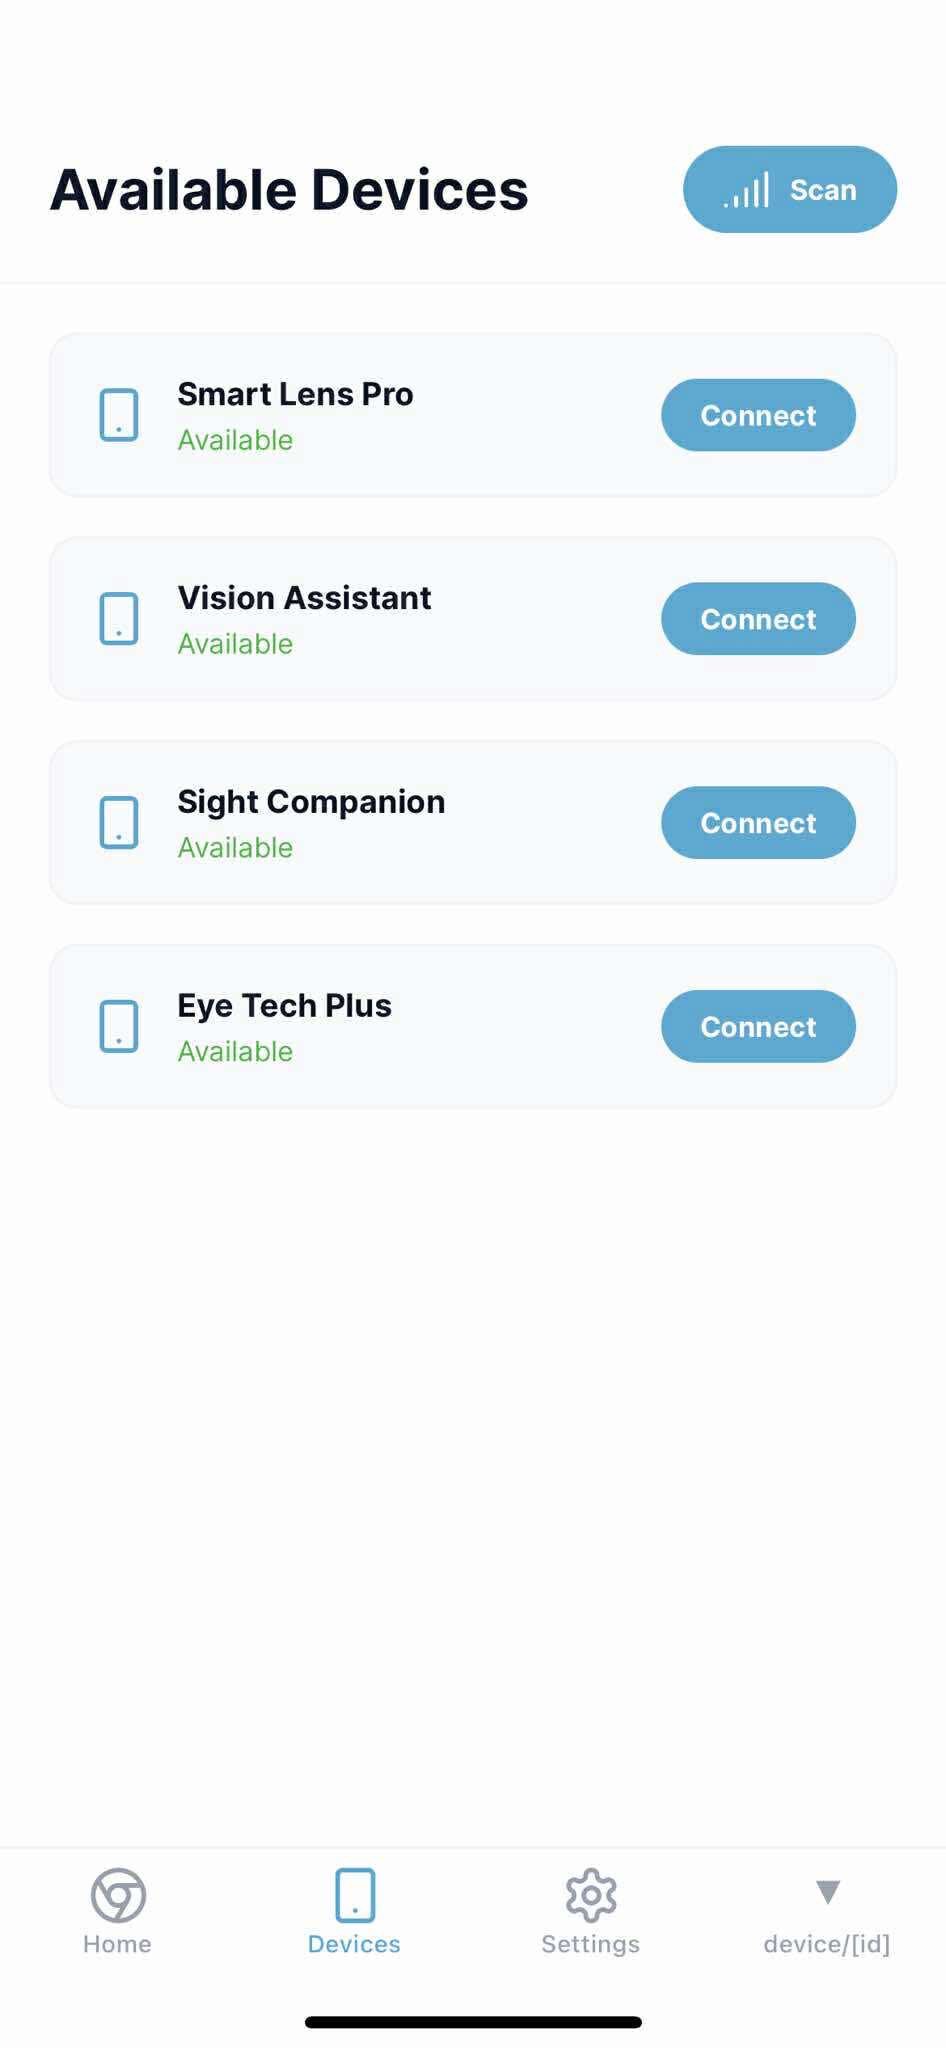 Available Devices
Scan
Smart Lens Pro
Available
Connect
Vision Assistant
Available
Connect
Sight Companion
Available
Connect
Eye Tech Plus
Available
Connect
Home
Devices
Settings
device/[id]